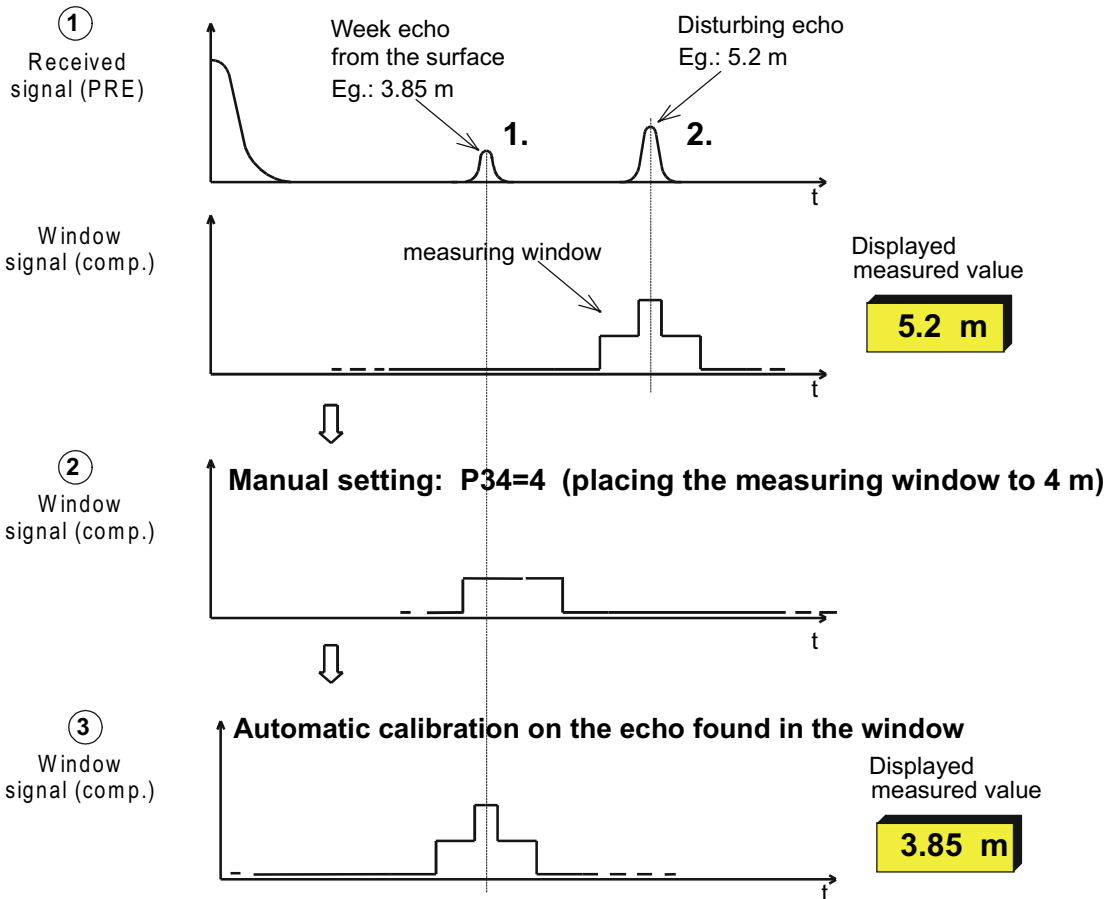 1
Received
signal (PRE)
Week echo
from the surface
Eg.: 3.85 m
Disturbing echo
Eg.: 5.2 m
1.
2.
t
Window
signal (comp.)
measuring window
Displayed
measured value
5.2 m
t
2
Window
signal (comp.)
Manual setting: P34=4 (placing the measuring window to 4 m)
t
3
Window
signal (comp.)
Automatic calibration on the echo found in the window
Displayed
measured value
3.85 m
t